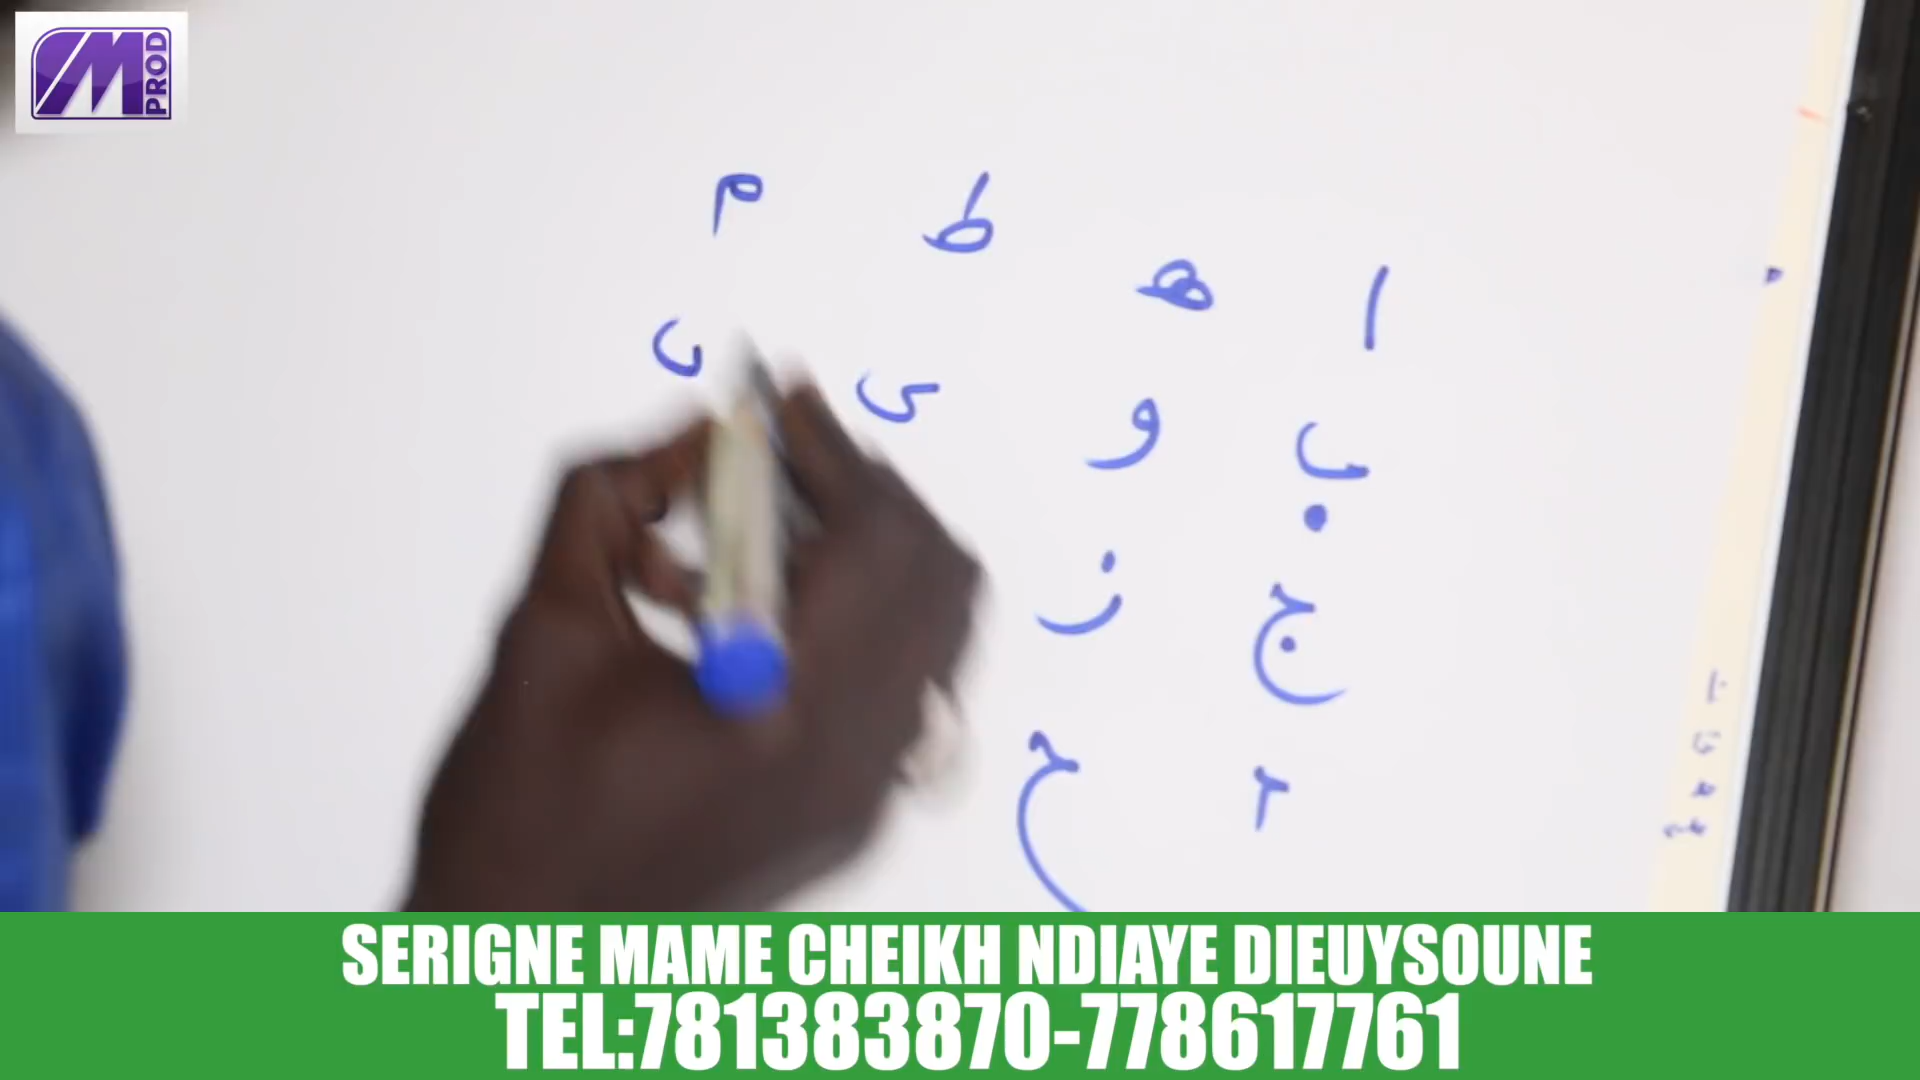 M PROD
ا ھ ط م
ب و ى ں
ج ز
د ح
SERIGNE MAME CHEIKH NDIAYE DIEUYSOUNE
TEL:781383870-778617761